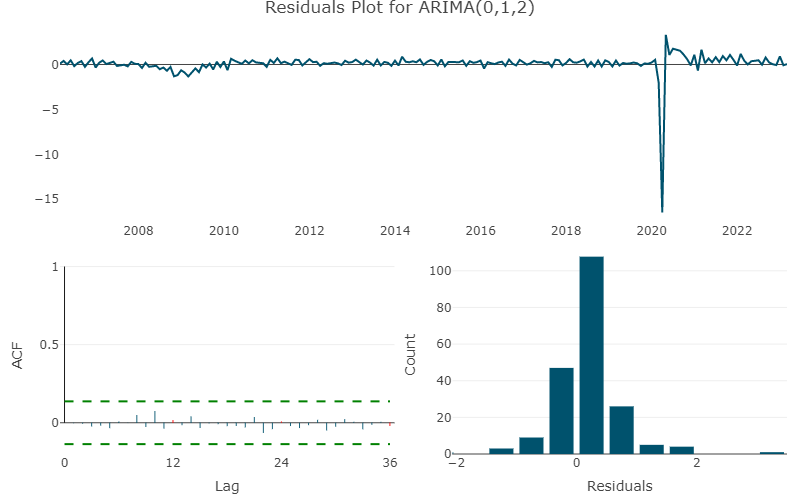 Residuals Plot for ARIMA(0,1,2)
0
−5
−10
−15
2008 2010 2012 2014 2016 2018 2020 2022
1
0.5
0
ACF
0 12 24 36
Lag
100
80
60
40
20
0
Count
−2 0 2
Residuals